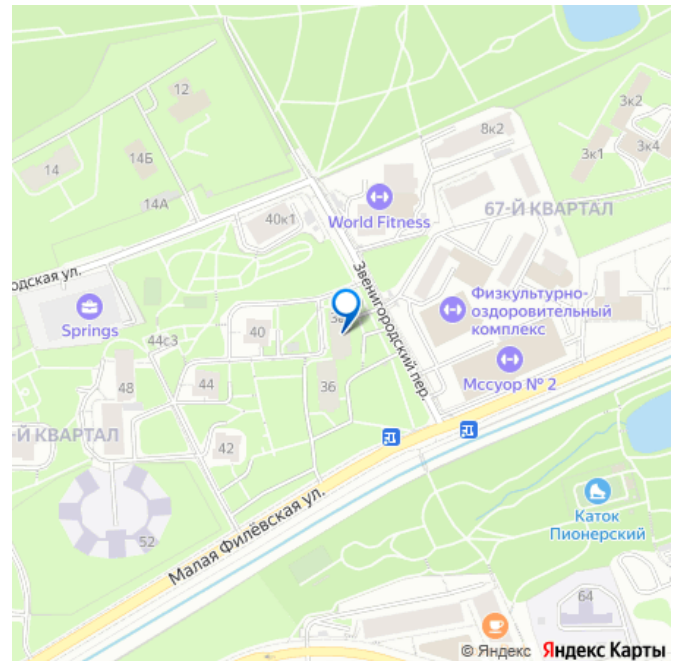 12
3к2
8к2
14Б
14
3к1
3к4
14А
40к1
World Fitness
67-Й КВАРТАЛ
одская ул.
Звенигородский пер.
Физкультурно-
оздоровительный
комплекс
Springs
44с3
40
Мссуор № 2
48
44
36
-Й КВАРТАЛ
42
Малая Филёвская ул.
52
Каток
Пионерский
64
© Яндекс Яндекс Карты